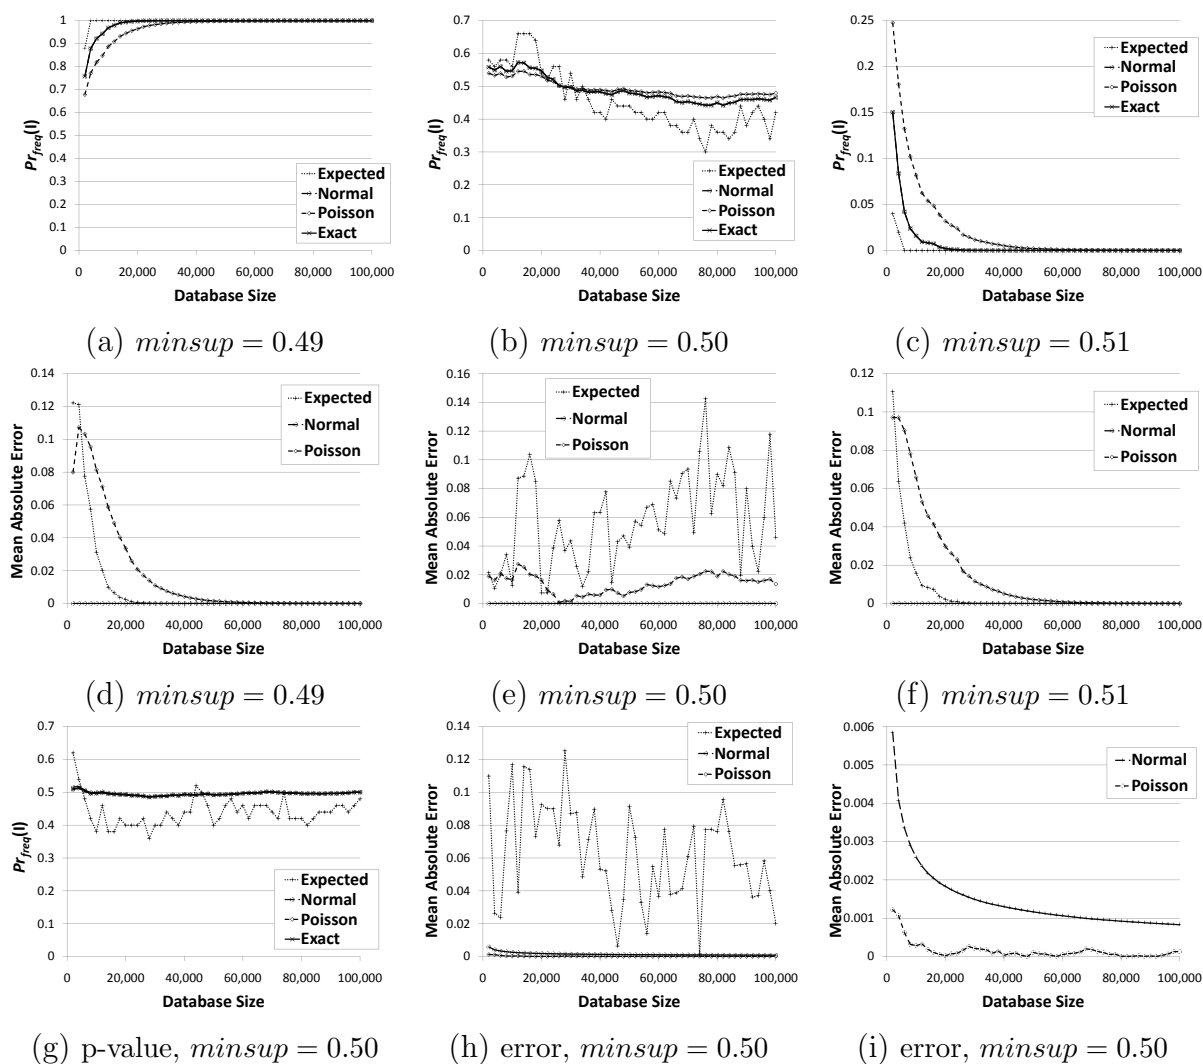 1
0.9
0.8
0.7
0.6
0.5
0.4
0.3
0.2
0.1
0
Pr_freq(I)
0 20,000 40,000 60,000 80,000 100,000
Database Size
Expected
Normal
Poisson
Exact
(a) minsup = 0.49
0.7
0.6
0.5
0.4
0.3
0.2
0.1
0
Pr_freq(I)
0 20,000 40,000 60,000 80,000 100,000
Database Size
Expected
Normal
Poisson
Exact
(b) minsup = 0.50
0.25
0.2
0.15
0.1
0.05
0
Pr_freq(I)
0 20,000 40,000 60,000 80,000 100,000
Database Size
Expected
Normal
Poisson
Exact
(c) minsup = 0.51
0.14
0.12
0.1
0.08
0.06
0.04
0.02
0
Mean Absolute Error
0 20,000 40,000 60,000 80,000 100,000
Database Size
Expected
Normal
Poisson
(d) minsup = 0.49
0.16
0.14
0.12
0.1
0.08
0.06
0.04
0.02
0
Mean Absolute Error
0 20,000 40,000 60,000 80,000 100,000
Database Size
Expected
Normal
Poisson
(e) minsup = 0.50
0.12
0.1
0.08
0.06
0.04
0.02
0
Mean Absolute Error
0 20,000 40,000 60,000 80,000 100,000
Database Size
Expected
Normal
Poisson
(f) minsup = 0.51
0.7
0.6
0.5
0.4
0.3
0.2
0.1
0
Pr_freq(I)
0 20,000 40,000 60,000 80,000 100,000
Database Size
Expected
Normal
Poisson
Exact
(g) p-value, minsup = 0.50
0.14
0.12
0.1
0.08
0.06
0.04
0.02
0
Mean Absolute Error
0 20,000 40,000 60,000 80,000 100,000
Database Size
Expected
Normal
Poisson
(h) error, minsup = 0.50
0.006
0.005
0.004
0.003
0.002
0.001
0
Mean Absolute Error
0 20,000 40,000 60,000 80,000 100,000
Database Size
Normal
Poisson
(i) error, minsup = 0.50